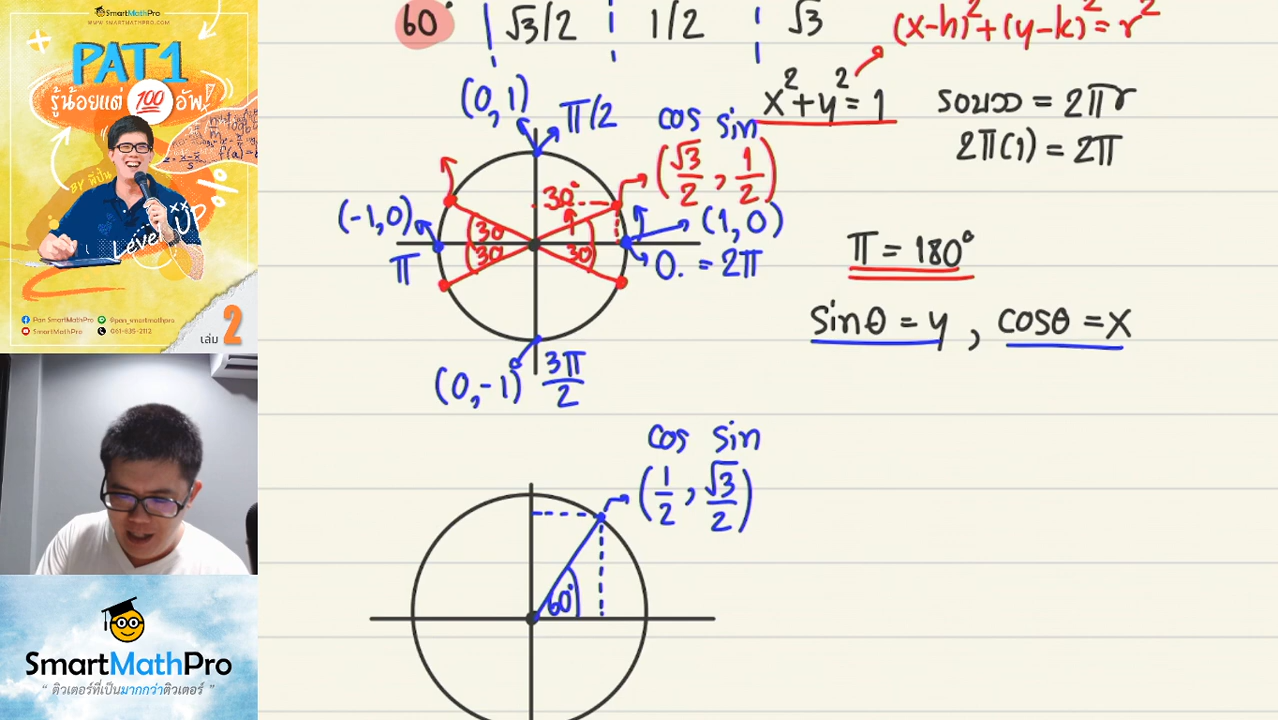 SmartMathPro
WWW.SMARTMATHPRO.COM
PAT1
รู้น้อยแต่ 💯 อัพ!
BY พี่ปั้น
Level UP
Pan SmartMathPro @pan_smartmathpro
SmartMathPro 061-635-2112
เล่ม 2
SmartMathPro
“ ติวเตอร์ที่เป็นมากกว่าติวเตอร์ ”
60° √3/2 1/2 √3
(x-h)²+(y-k)² = r²
x²+y² = 1
รอบวง = 2πr
2π(1) = 2π
(0,1) π/2
cos sin
(√3/2, 1/2)
30°
(-1,0)
π
30
30
30
(1,0)
0. = 2π
(0,-1) 3π/2
π = 180°
sinθ = y , cosθ = x
cos sin
(1/2, √3/2)
60°